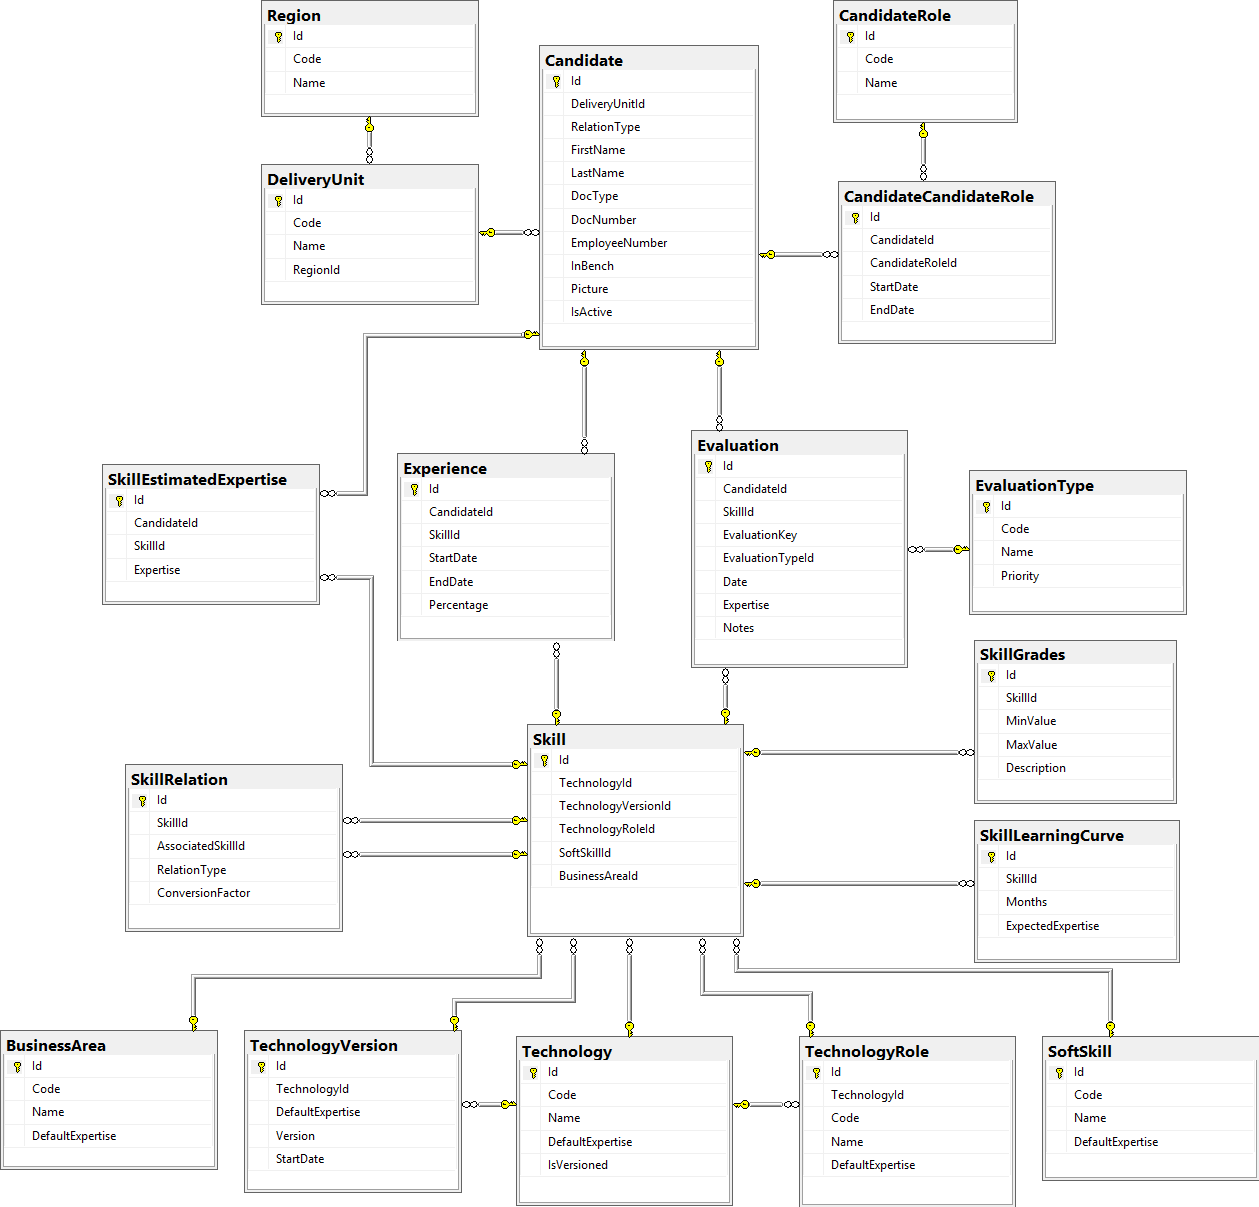 Region
Id
Code
Name
CandidateRole
Id
Code
Name
Candidate
Id
DeliveryUnitId
RelationType
FirstName
LastName
DocType
DocNumber
EmployeeNumber
InBench
Picture
IsActive
DeliveryUnit
Id
Code
Name
RegionId
CandidateCandidateRole
Id
CandidateId
CandidateRoleId
StartDate
EndDate
SkillEstimatedExpertise
Id
CandidateId
SkillId
Expertise
Experience
Id
CandidateId
SkillId
StartDate
EndDate
Percentage
Evaluation
Id
CandidateId
SkillId
EvaluationKey
EvaluationTypeId
Date
Expertise
Notes
EvaluationType
Id
Code
Name
Priority
SkillGrades
Id
SkillId
MinValue
MaxValue
Description
Skill
Id
TechnologyId
TechnologyVersionId
TechnologyRoleId
SoftSkillId
BusinessAreaId
SkillRelation
Id
SkillId
AssociatedSkillId
RelationType
ConversionFactor
SkillLearningCurve
Id
SkillId
Months
ExpectedExpertise
BusinessArea
Id
Code
Name
DefaultExpertise
TechnologyVersion
Id
TechnologyId
DefaultExpertise
Version
StartDate
Technology
Id
Code
Name
DefaultExpertise
IsVersioned
TechnologyRole
Id
TechnologyId
Code
Name
DefaultExpertise
SoftSkill
Id
Code
Name
DefaultExpertise